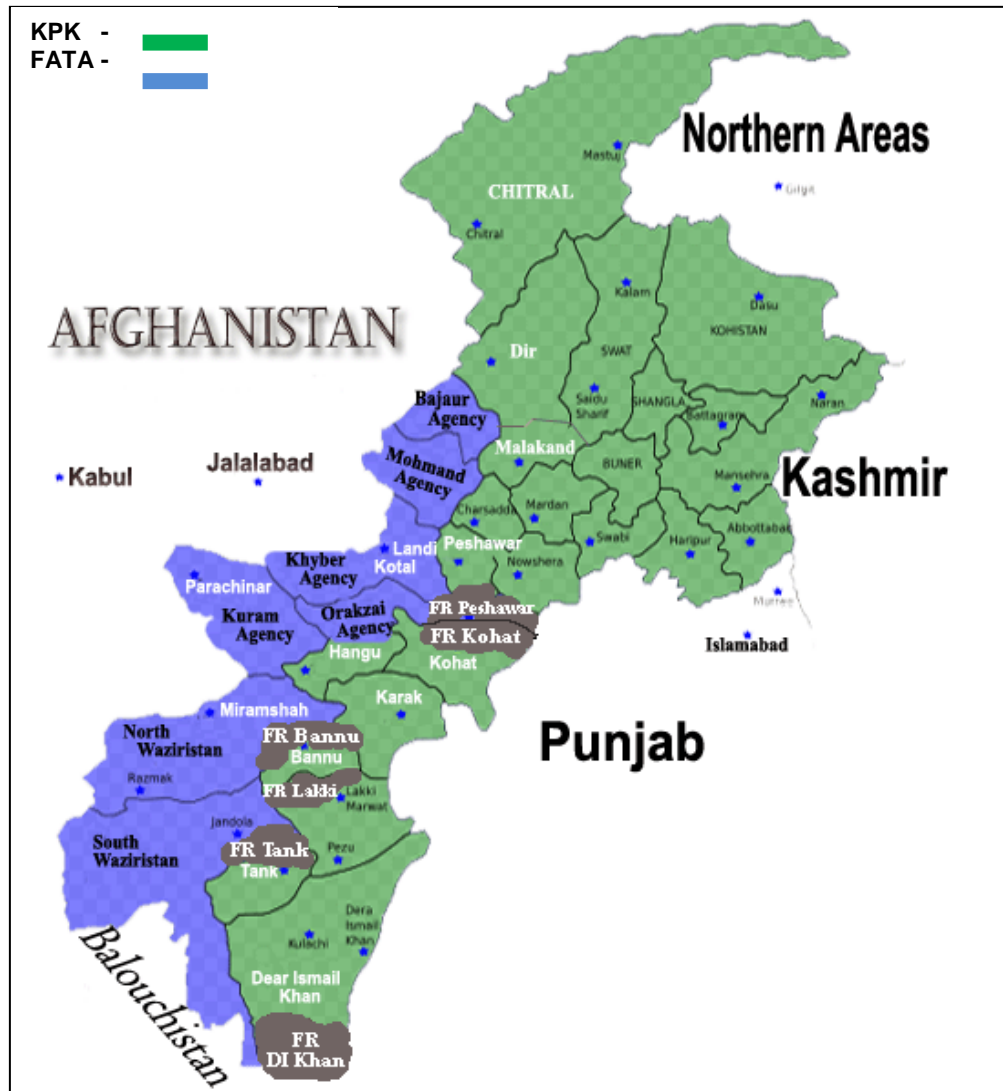 KPK -
FATA -
Northern Areas
Mastuj
Gilgit
CHITRAL
Chitral
Kalam
Dasu
KOHISTAN
AFGHANISTAN
Dir
SWAT
Saidu
Sharif
SHANGLA
Battagram
Naran
Bajaur
Agency
Malakand
BUNER
Mohmand
Agency
Kabul
Jalalabad
Mansehra
Kashmir
Charsadda
Mardan
Swabi
Haripur
Abbottabad
Landi
Kotal
Peshawar
Nowshera
Khyber
Agency
Parachinar
Murree
Kuram
Agency
Orakzai
Agency
FR Peshawar
FR Kohat
Islamabad
Hangu
Kohat
Karak
Miramshah
North
Waziristan
FR Bannu
Bannu
Punjab
Razmak
FR Lakki
Lakki
Marwat
Jandola
South
Waziristan
FR Tank
Tank
Pezu
Dera
Ismail
Khan
Kulachi
Balouchistan
Dear Ismail
Khan
FR
DI Khan